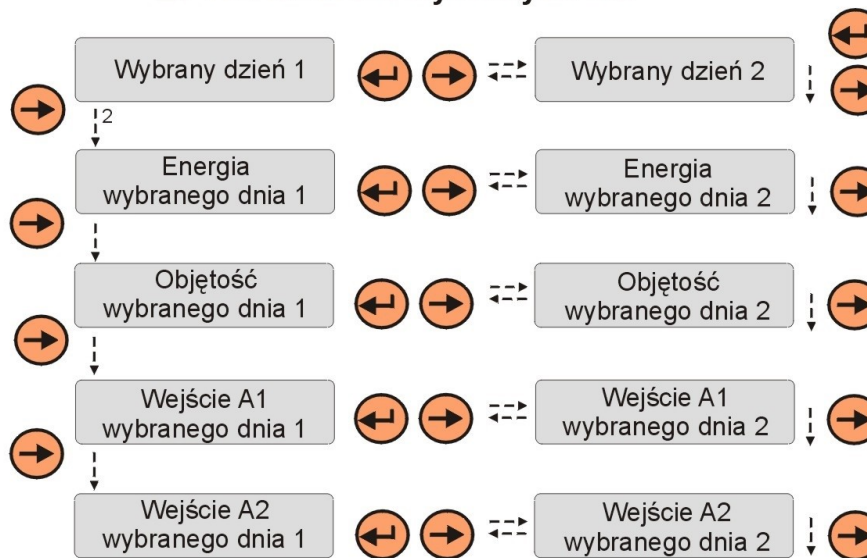 Wybrany dzień 1
Wybrany dzień 2
2
Energia
wybranego dnia 1
Energia
wybranego dnia 2
Objętość
wybranego dnia 1
Objętość
wybranego dnia 2
Wejście A1
wybranego dnia 1
Wejście A1
wybranego dnia 2
Wejście A2
wybranego dnia 1
Wejście A2
wybranego dnia 2